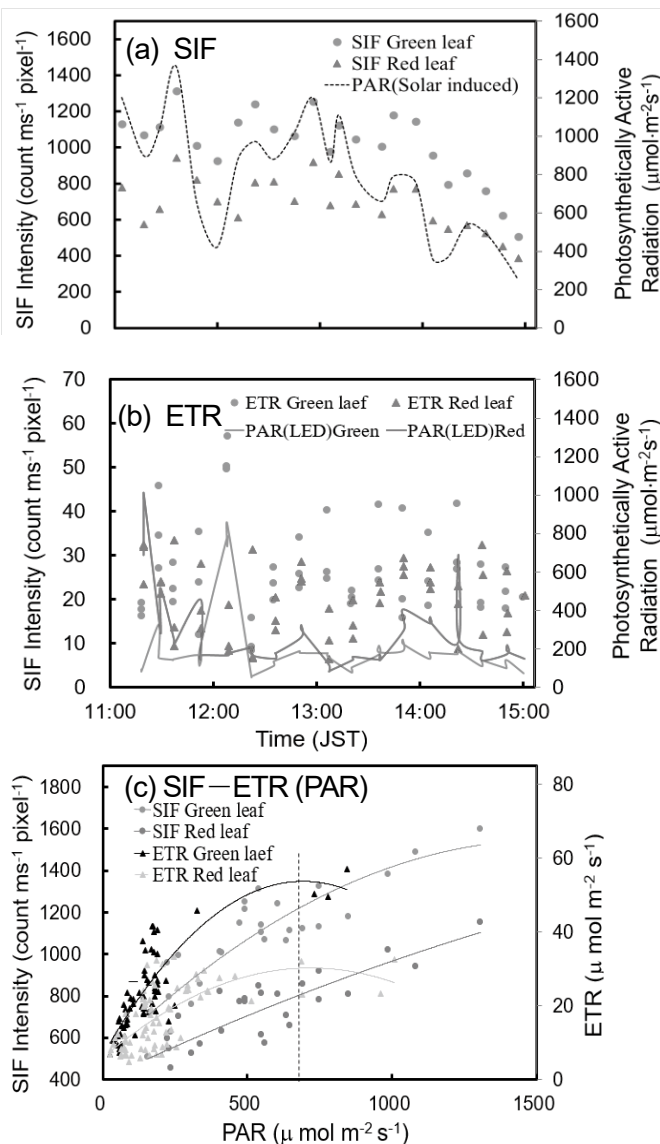 (a) SIF
SIF Green leaf
SIF Red leaf
PAR(Solar induced)
SIF Intensity (count ms⁻¹ pixel⁻¹)
1600
1400
1200
1000
800
600
400
200
0
1600
1400
1200
1000
800
600
400
200
0
Photosynthetically Active
Radiation (μmol·m⁻²s⁻¹)
(b) ETR
ETR Green laef
ETR Red leaf
PAR(LED)Green
PAR(LED)Red
SIF Intensity (count ms⁻¹ pixel⁻¹)
70
60
50
40
30
20
10
0
1600
1400
1200
1000
800
600
400
200
0
Photosynthetically Active
Radiation (μmol·m⁻²s⁻¹)
11:00 12:00 13:00 14:00 15:00
Time (JST)
(c) SIF—ETR (PAR)
SIF Green leaf
SIF Red leaf
ETR Green laef
ETR Red leaf
SIF Intensity (count ms⁻¹ pixel⁻¹)
1800
1600
1400
1200
1000
800
600
400
80
60
40
20
0
ETR (μ mol m⁻² s⁻¹)
0 500 1000 1500
PAR (μ mol m⁻² s⁻¹)